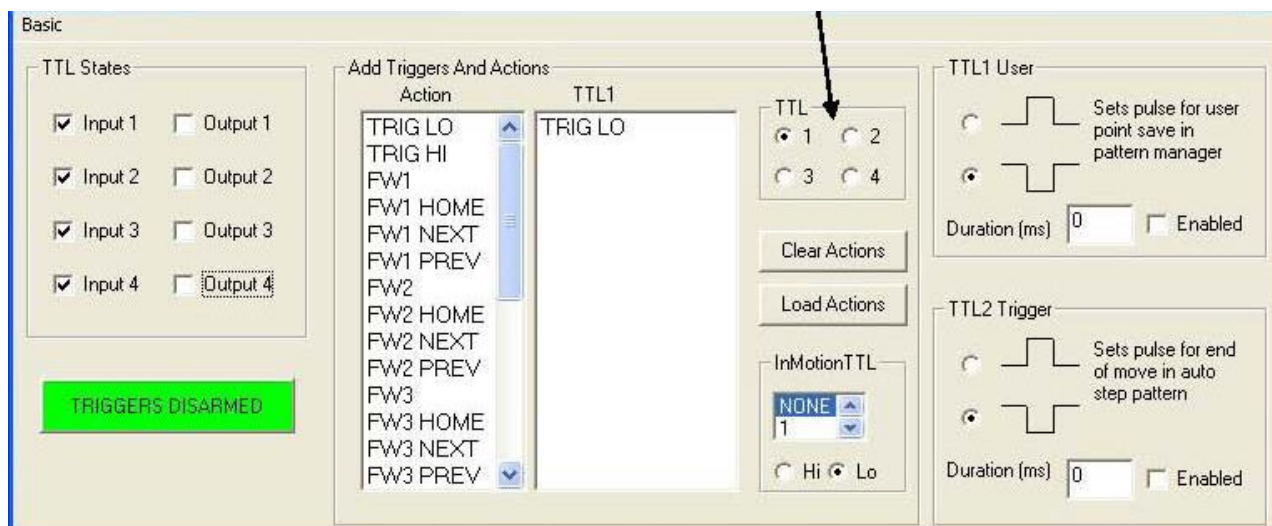 Basic
TTL States
Input 1
Output 1
Input 2
Output 2
Input 3
Output 3
Input 4
Output 4
TRIGGERS DISARMED
Add Triggers And Actions
Action
TRIG LO
TRIG HI
FW1
FW1 HOME
FW1 NEXT
FW1 PREV
FW2
FW2 HOME
FW2 NEXT
FW2 PREV
FW3
FW3 HOME
FW3 NEXT
FW3 PREV
TTL1
TRIG LO
TTL
1
2
3
4
Clear Actions
Load Actions
InMotionTTL
NONE
1
Hi
Lo
TTL1 User
Sets pulse for user
point save in
pattern manager
Duration (ms)
0
Enabled
TTL2 Trigger
Sets pulse for end
of move in auto
step pattern
Duration (ms)
0
Enabled